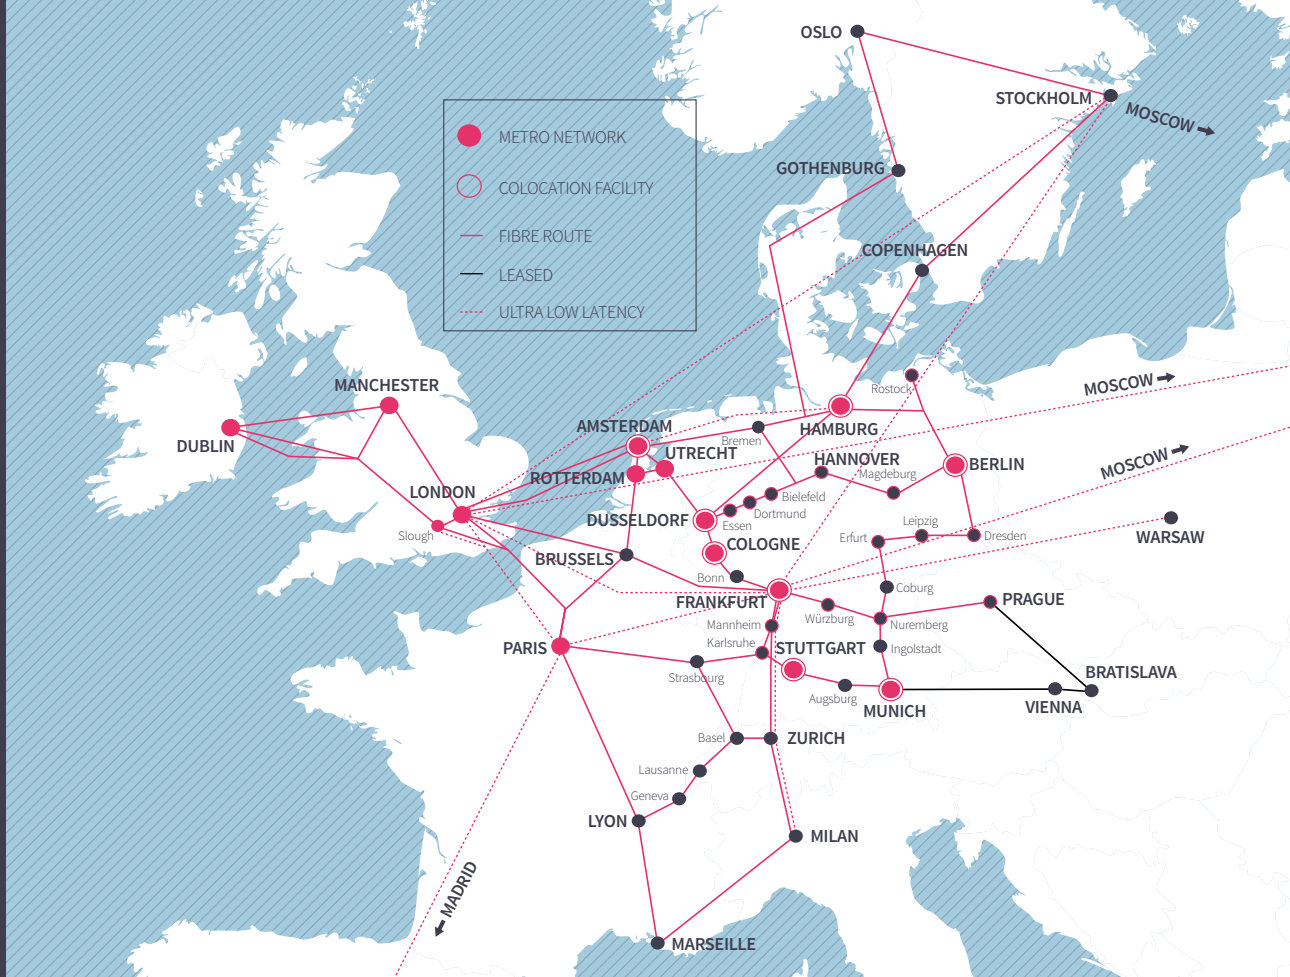 OSLO
STOCKHOLM
MOSCOW
METRO NETWORK
COLOCATION FACILITY
GOTHENBURG
FIBRE ROUTE
COPENHAGEN
LEASED
ULTRA LOW LATENCY
MANCHESTER
Rostock
MOSCOW
DUBLIN
AMSTERDAM
HAMBURG
Bremen
UTRECHT
HANNOVER
BERLIN
MOSCOW
ROTTERDAM
Magdeburg
LONDON
Bielefeld
Dortmund
DUSSELDORF
Essen
Leipzig
Slough
Erfurt
Dresden
WARSAW
COLOGNE
BRUSSELS
Bonn
Coburg
FRANKFURT
PRAGUE
Würzburg
Mannheim
Nuremberg
Karlsruhe
PARIS
STUTTGART
Ingolstadt
Strasbourg
BRATISLAVA
Augsburg
MUNICH
VIENNA
Basel
ZURICH
Lausanne
Geneva
LYON
MILAN
MADRID
MARSEILLE